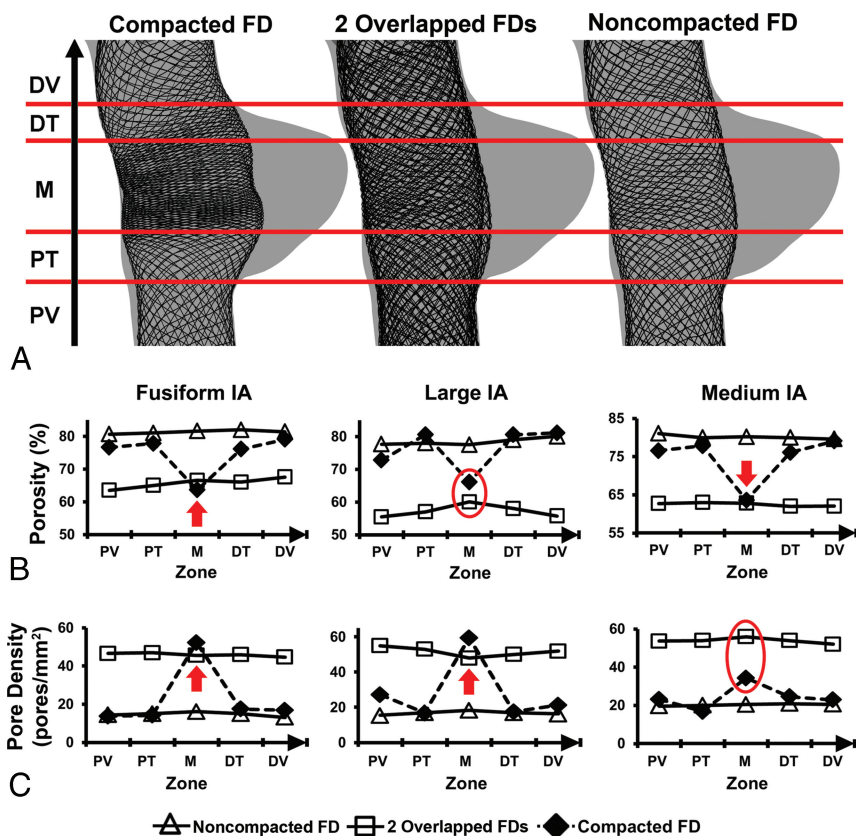 Compacted FD 2 Overlapped FDs Noncompacted FD
DV
DT
M
PT
PV
A
Fusiform IA Large IA Medium IA
Porosity (%)
90
80
70
60
50
PV PT M DT DV
Zone
90
80
70
60
50
PV PT M DT DV
Zone
85
75
65
55
PV PT M DT DV
Zone
B
Pore Density
(pores/mm²)
60
40
20
0
PV PT M DT DV
Zone
60
40
20
0
PV PT M DT DV
Zone
80
60
40
20
0
PV PT M DT DV
Zone
C
Noncompacted FD 2 Overlapped FDs Compacted FD